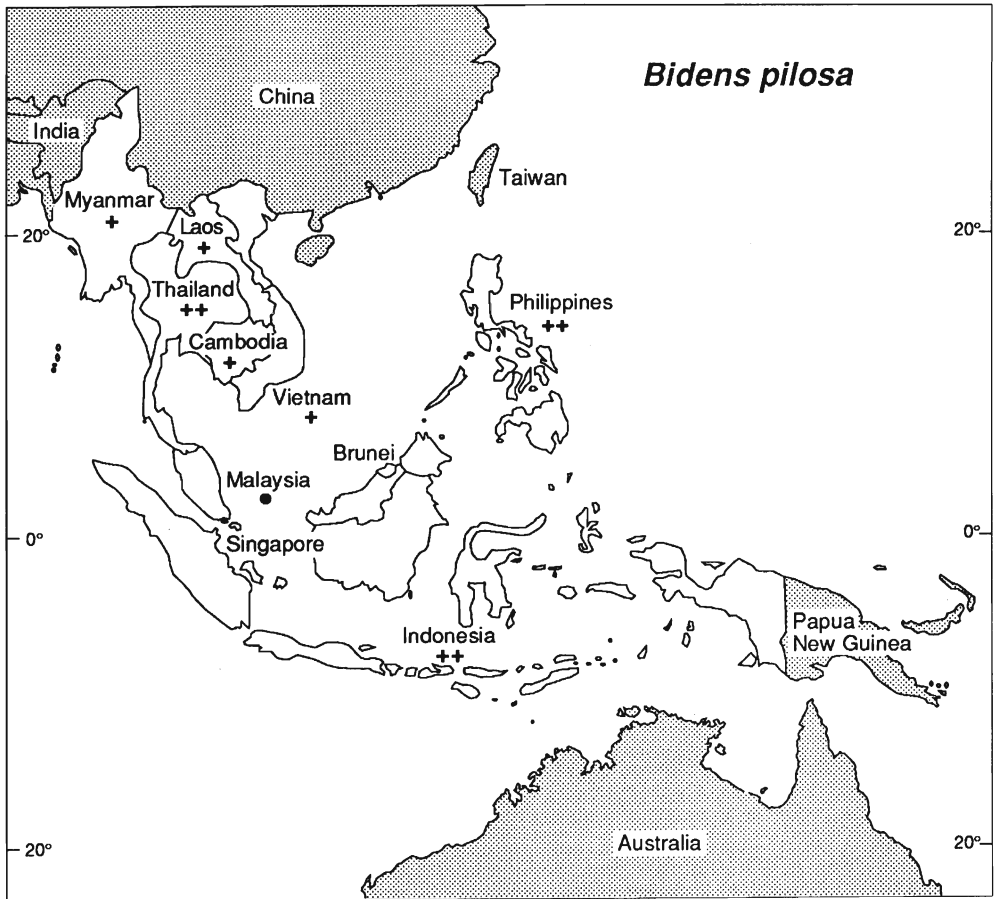 Bidens pilosa
China
India
Taiwan
Myanmar
+
Laos
+
20°
20°
Thailand
++
Philippines
++
Cambodia
+
Vietnam
+
Brunei
Malaysia
●
0°
0°
Singapore
Indonesia
++
Papua
New Guinea
Australia
20°
20°